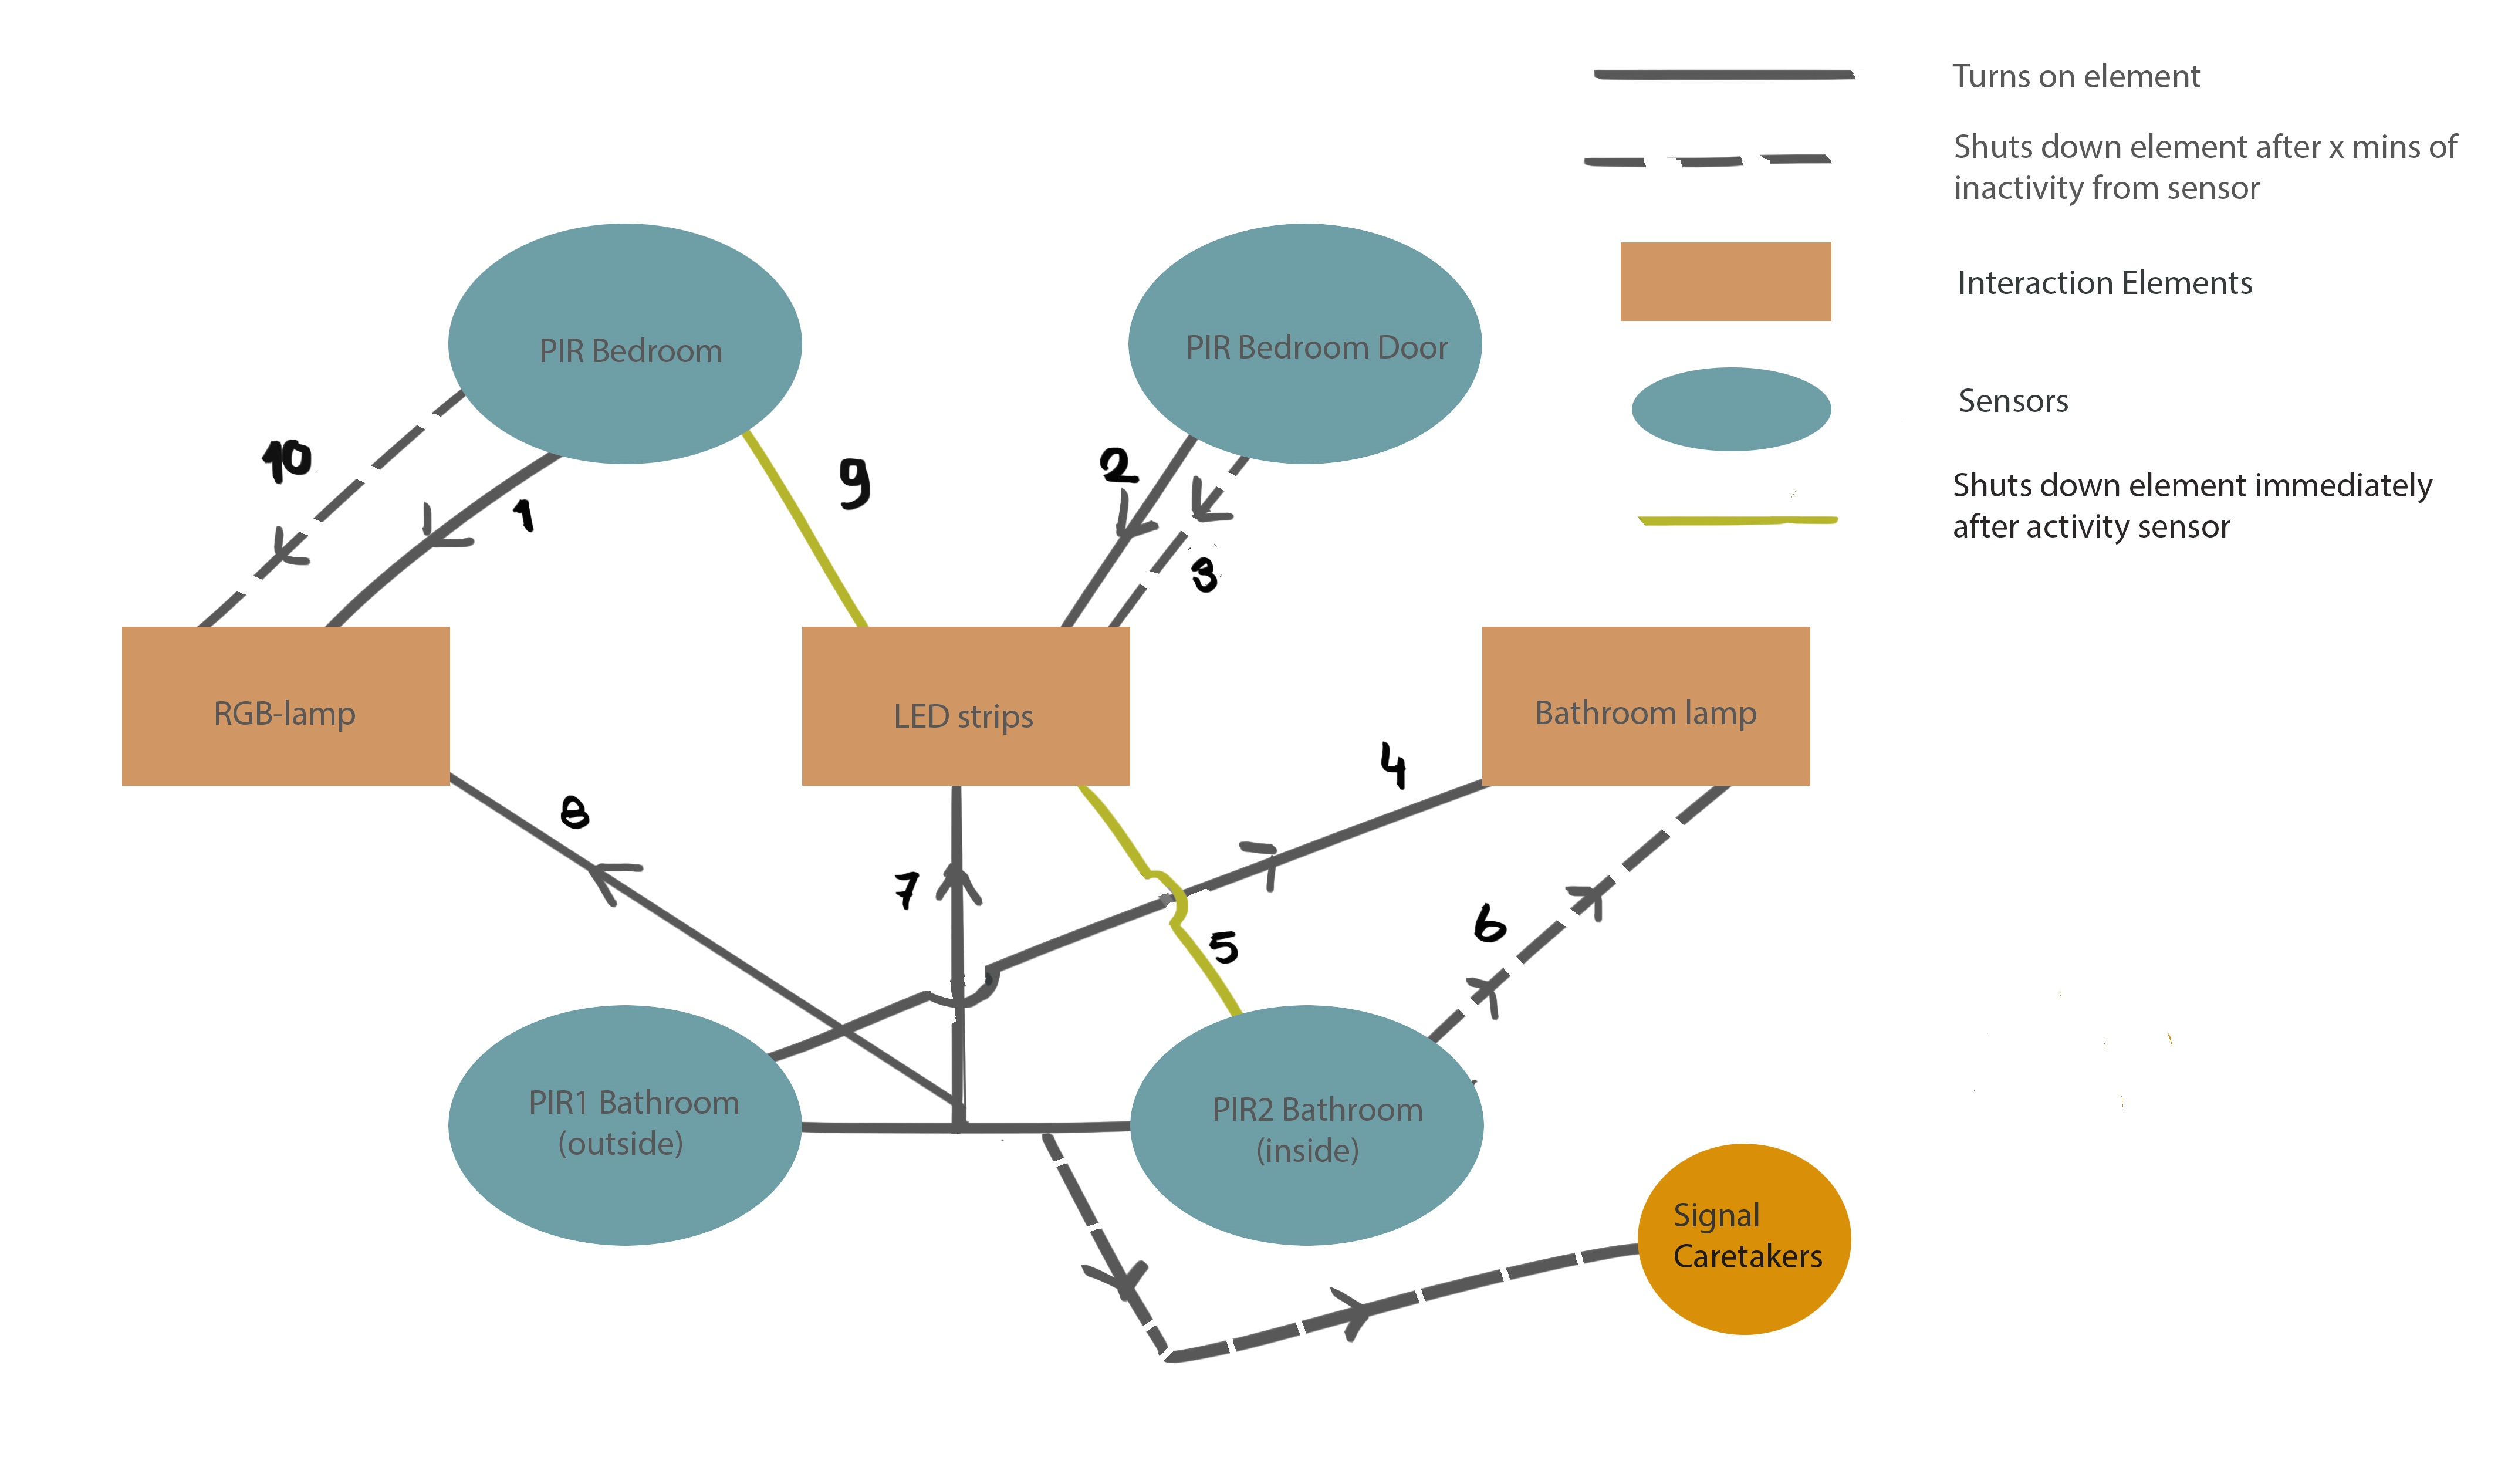 Turns on element
Shuts down element after x mins of
inactivity from sensor
Interaction Elements
Sensors
Shuts down element immediately
after activity sensor
PIR Bedroom
PIR Bedroom Door
10
1
9
2
3
RGB-lamp
LED strips
Bathroom lamp
8
7
4
5
6
PIR1 Bathroom
(outside)
PIR2 Bathroom
(inside)
Signal
Caretakers